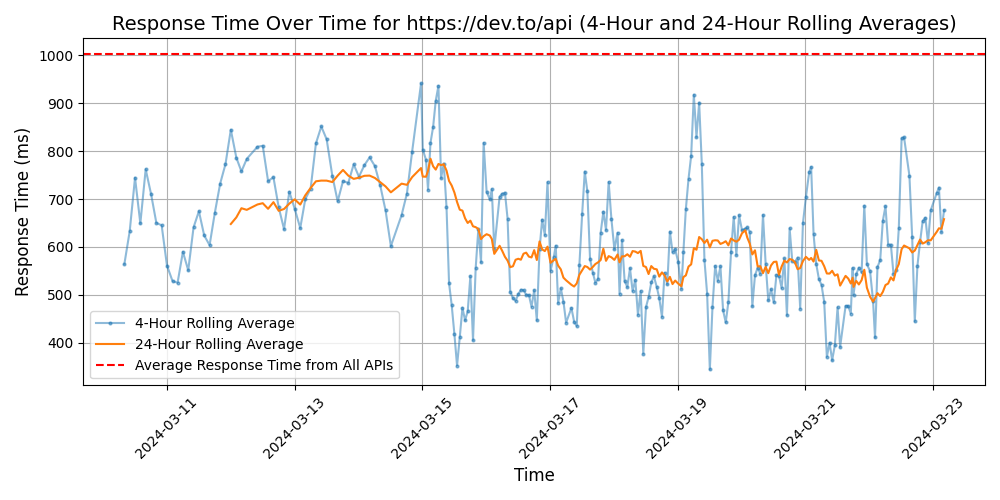 Response Time Over Time for https://dev.to/api (4-Hour and 24-Hour Rolling Averages)
Response Time (ms)
1000
900
800
700
600
500
400
4-Hour Rolling Average
24-Hour Rolling Average
Average Response Time from All APIs
2024-03-11
2024-03-13
2024-03-15
2024-03-17
2024-03-19
2024-03-21
2024-03-23
Time